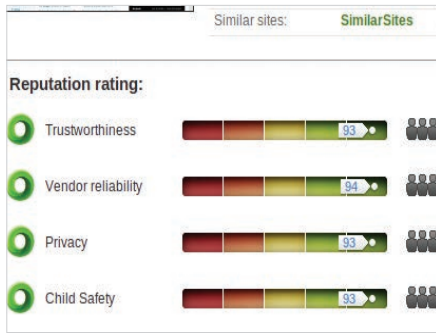 Similar sites: SimilarSites
Reputation rating:
Trustworthiness 93
Vendor reliability 94
Privacy 93
Child Safety 93